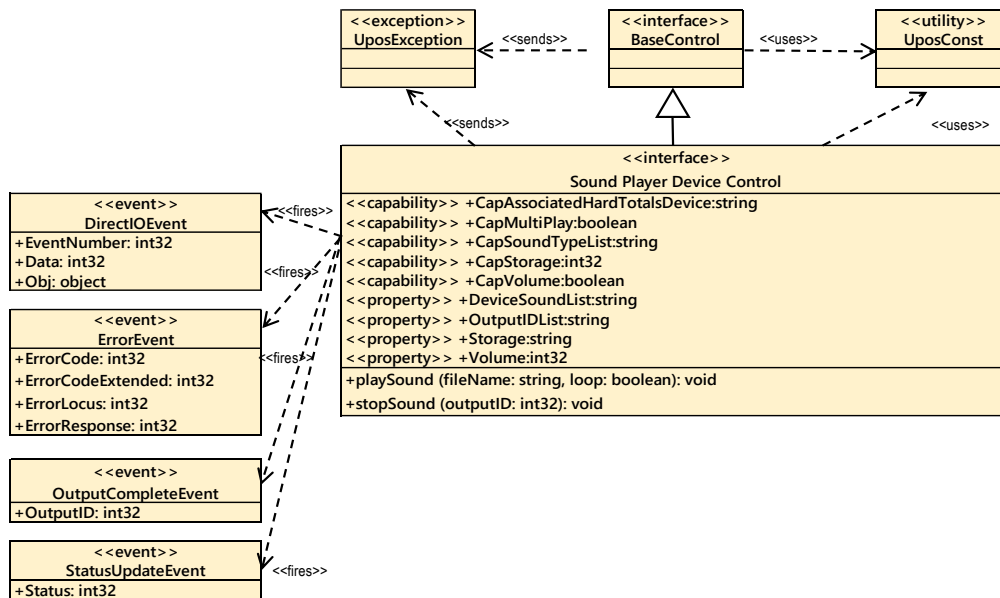 <<exception>>
UposException
<<sends>>
<<interface>>
BaseControl
<<uses>>
<<utility>>
UposConst
<<sends>>
<<uses>>
<<interface>>
Sound Player Device Control
<<capability>> +CapAssociatedHardTotalsDevice:string
<<capability>> +CapMultiPlay:boolean
<<capability>> +CapSoundTypeList:string
<<capability>> +CapStorage:int32
<<capability>> +CapVolume:boolean
<<property>> +DeviceSoundList:string
<<property>> +OutputIDList:string
<<property>> +Storage:string
<<property>> +Volume:int32
+playSound (fileName: string, loop: boolean): void
+stopSound (outputID: int32): void
<<event>>
DirectIOEvent
+EventNumber: int32
+Data: int32
+Obj: object
<<fires>>
<<fires>>
<<event>>
ErrorEvent
+ErrorCode: int32
+ErrorCodeExtended: int32
+ErrorLocus: int32
+ErrorResponse: int32
<<fires>>
<<event>>
OutputCompleteEvent
+OutputID: int32
<<event>>
StatusUpdateEvent
+Status: int32
<<fires>>